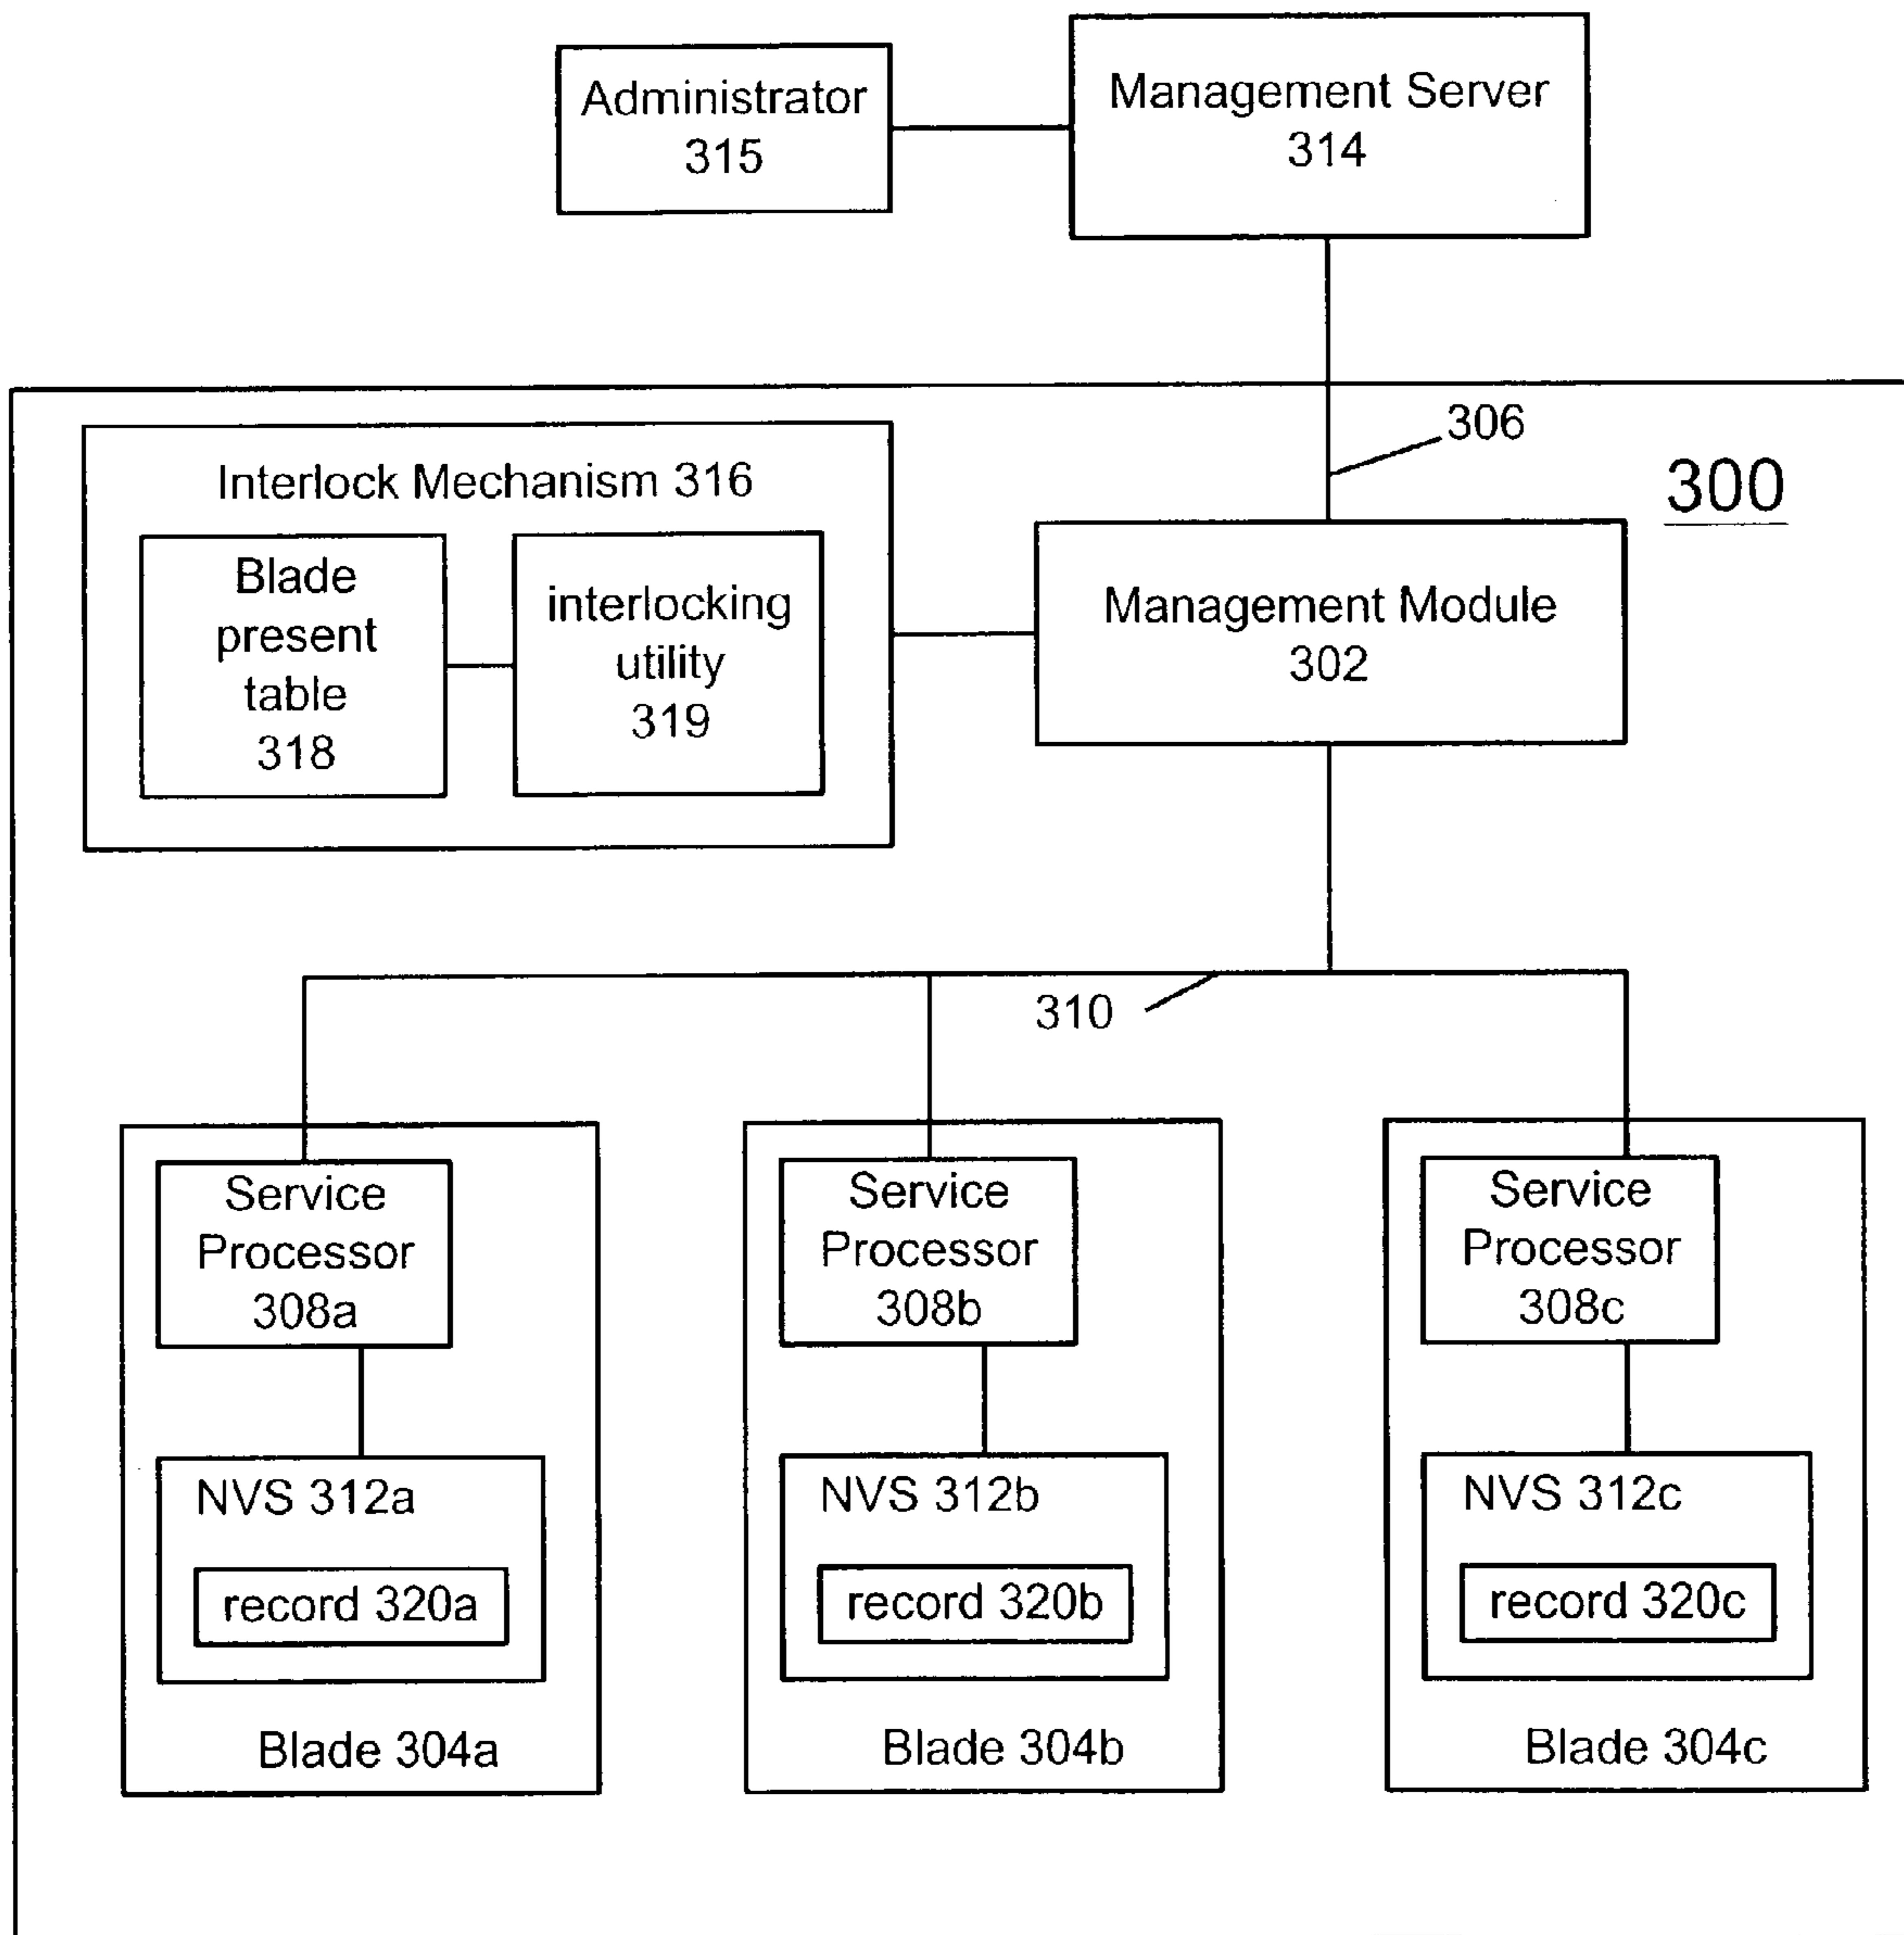 Administrator
315
Management Server
314
306
300
Interlock Mechanism 316
Blade
present
table
318
interlocking
utility
319
Management Module
302
310
Service
Processor
308a
NVS 312a
record 320a
Blade 304a
Service
Processor
308b
NVS 312b
record 320b
Blade 304b
Service
Processor
308c
NVS 312c
record 320c
Blade 304c